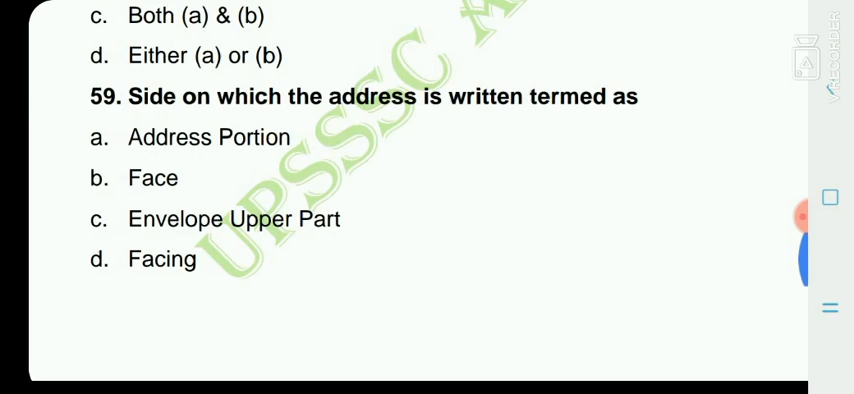 c. Both (a) & (b)
d. Either (a) or (b)
59. Side on which the address is written termed as
a. Address Portion
b. Face
c. Envelope Upper Part
d. Facing
UPSSSC A
V RECORDER